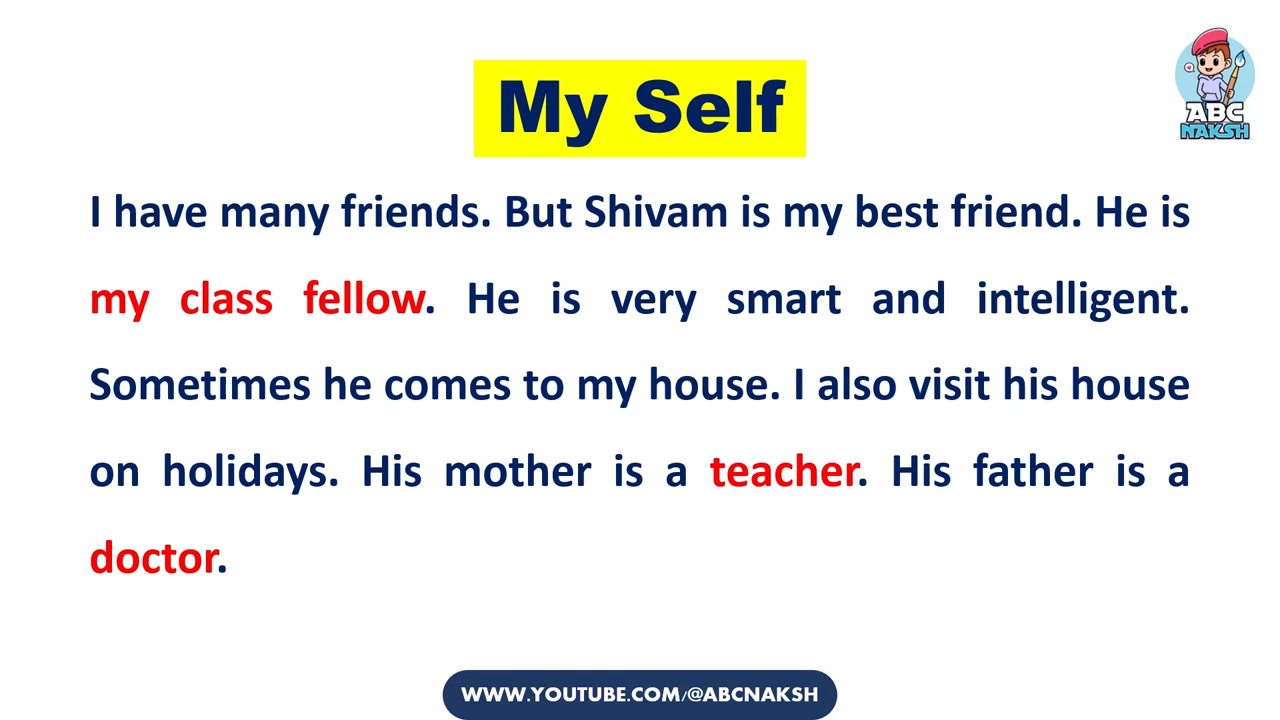 My Self
ABC
NAKSH
I have many friends. But Shivam is my best friend. He is
my class fellow. He is very smart and intelligent.
Sometimes he comes to my house. I also visit his house
on holidays. His mother is a teacher. His father is a
doctor.
WWW.YOUTUBE.COM/@ABCNAKSH